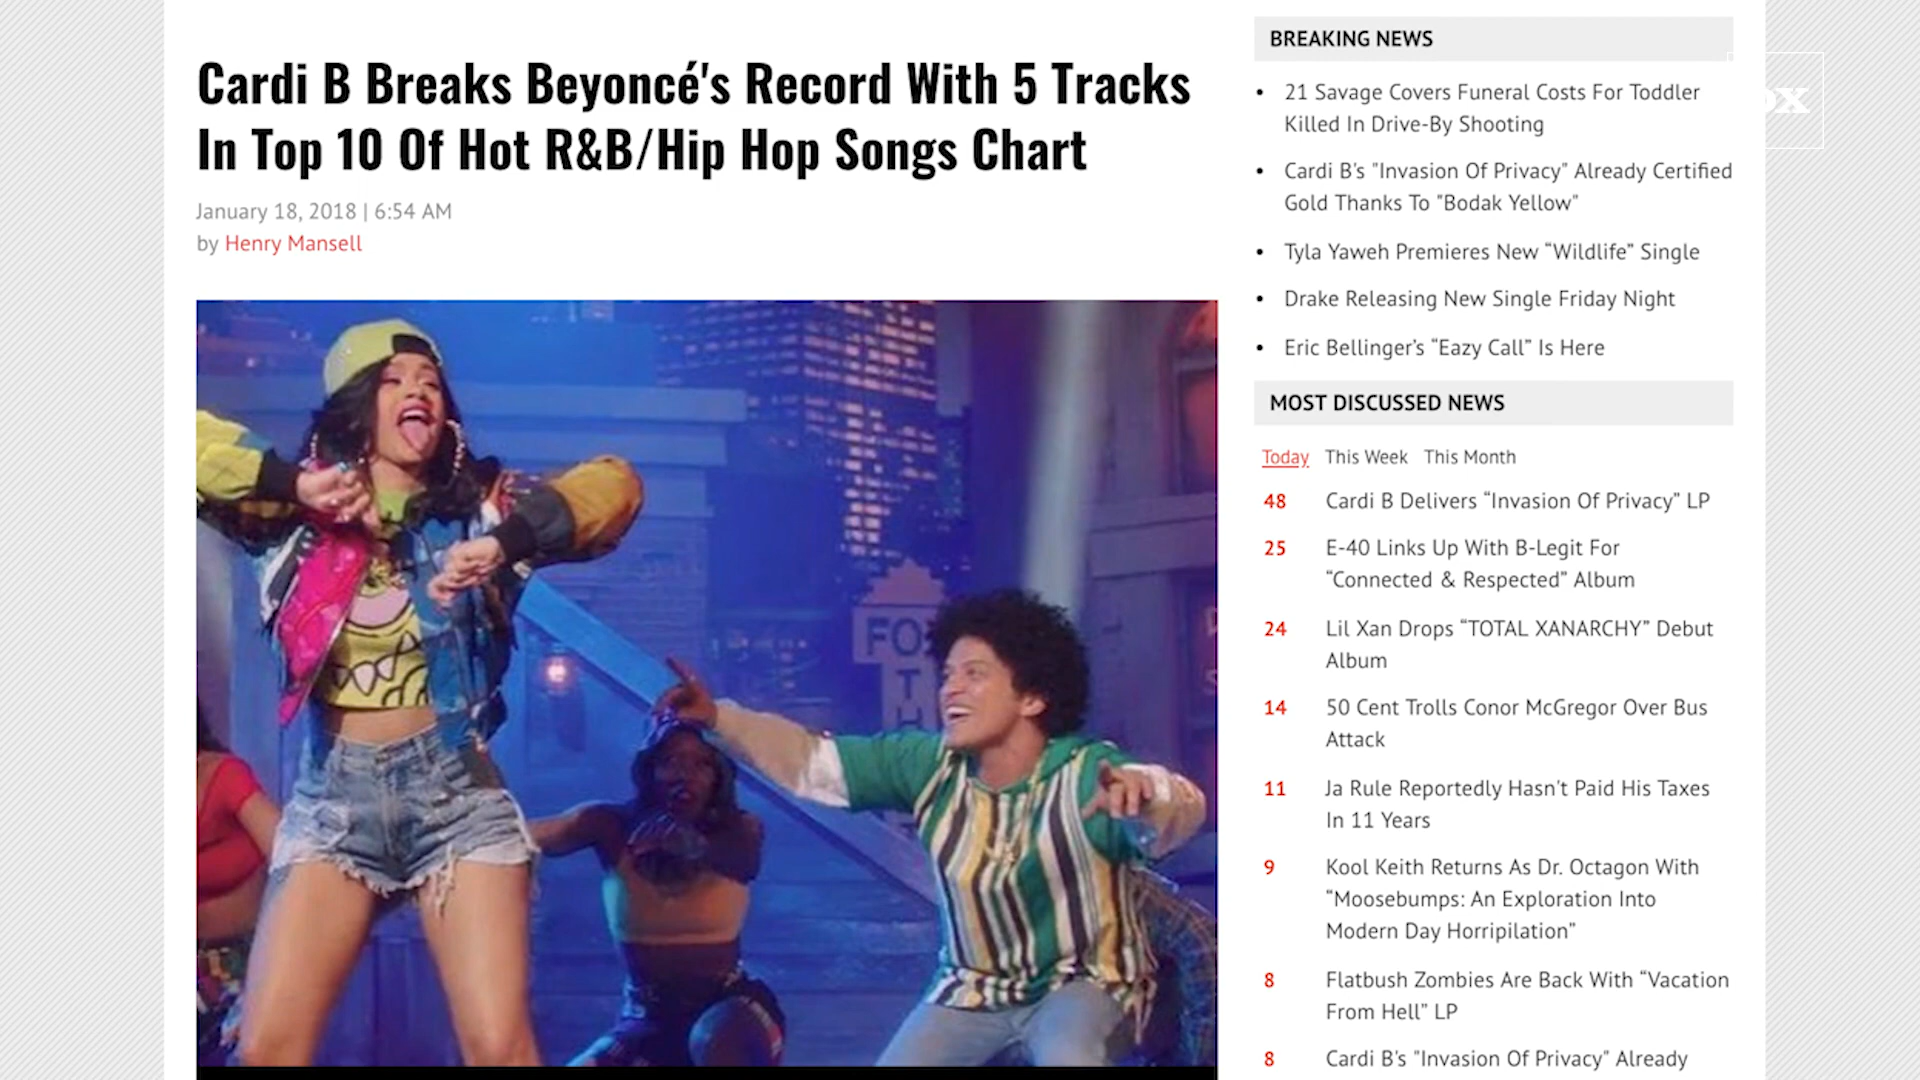 Cardi B Breaks Beyoncé's Record With 5 Tracks
In Top 10 Of Hot R&B/Hip Hop Songs Chart
January 18, 2018 | 6:54 AM
by Henry Mansell
FO
T
H
BREAKING NEWS
• 21 Savage Covers Funeral Costs For Toddler
Killed In Drive-By Shooting
• Cardi B's "Invasion Of Privacy" Already Certified
Gold Thanks To "Bodak Yellow"
• Tyla Yaweh Premieres New “Wildlife” Single
• Drake Releasing New Single Friday Night
• Eric Bellinger’s “Eazy Call” Is Here
MOST DISCUSSED NEWS
Today This Week This Month
48 Cardi B Delivers “Invasion Of Privacy” LP
25 E-40 Links Up With B-Legit For
“Connected & Respected” Album
24 Lil Xan Drops “TOTAL XANARCHY” Debut
Album
14 50 Cent Trolls Conor McGregor Over Bus
Attack
11 Ja Rule Reportedly Hasn't Paid His Taxes
In 11 Years
9 Kool Keith Returns As Dr. Octagon With
“Moosebumps: An Exploration Into
Modern Day Horripilation”
8 Flatbush Zombies Are Back With “Vacation
From Hell” LP
8 Cardi B's "Invasion Of Privacy" Already